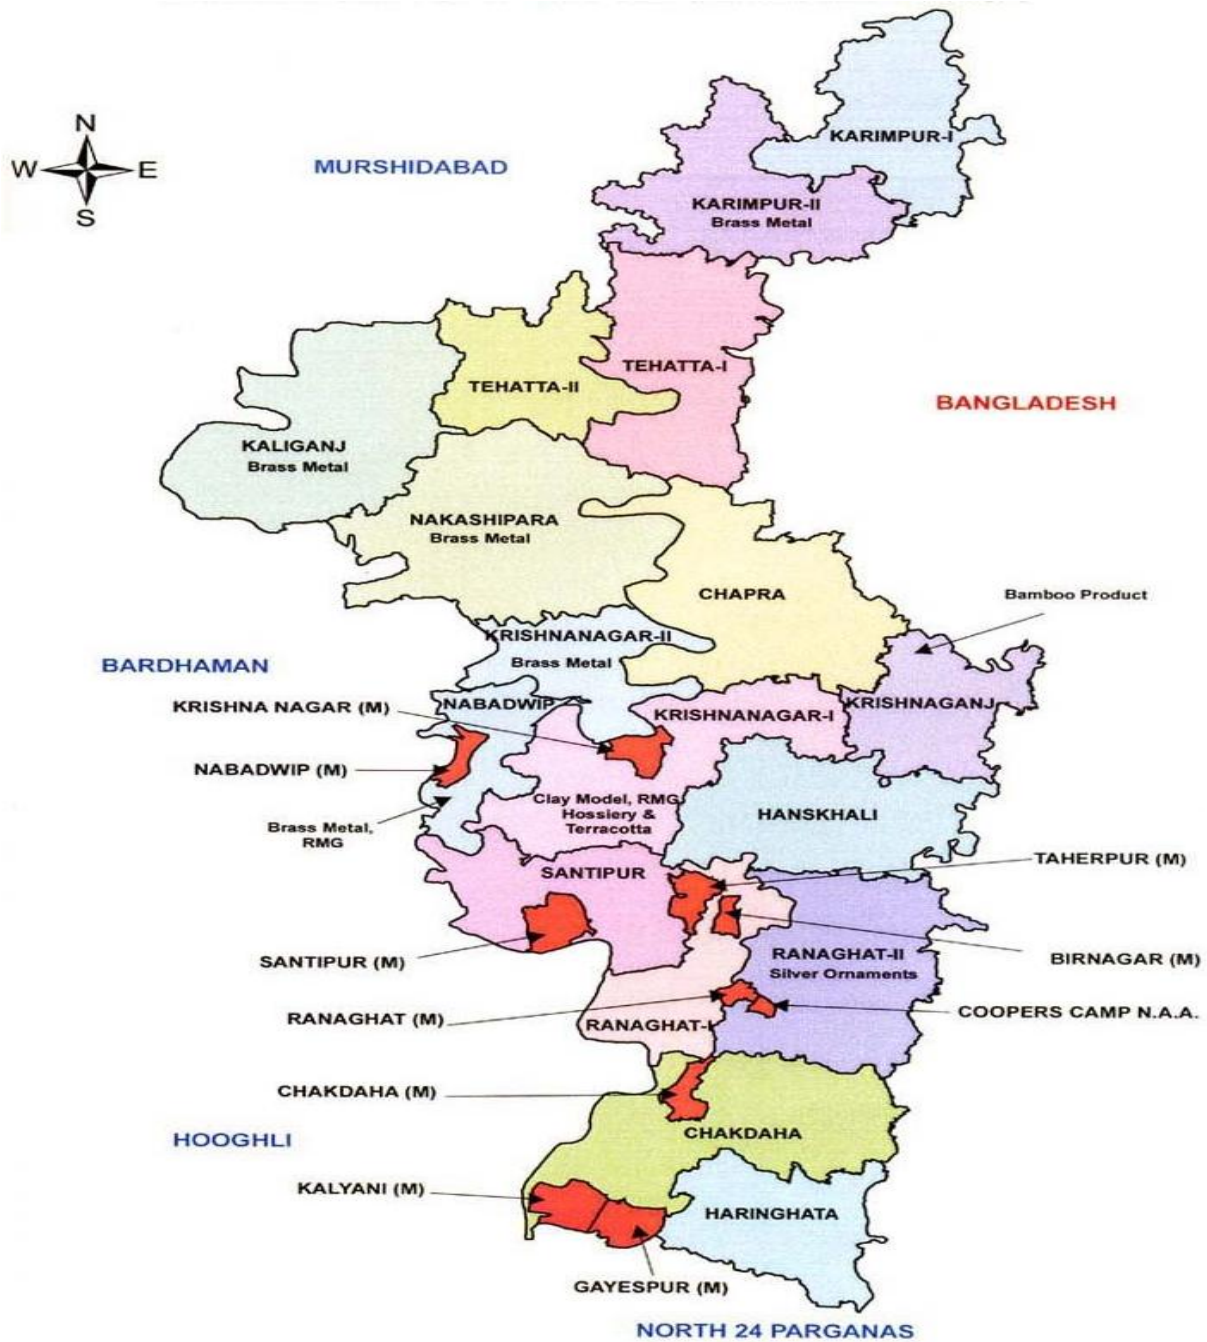 N
W E
S
MURSHIDABAD
KARIMPUR-I
KARIMPUR-II
Brass Metal
TEHATTA-I
TEHATTA-II
BANGLADESH
KALIGANJ
Brass Metal
NAKASHIPARA
Brass Metal
CHAPRA
Bamboo Product
KRISHNANAGAR-II
Brass Metal
BARDHAMAN
KRISHNA NAGAR (M)
NABADWIP
KRISHNANAGAR-I
KRISHNAGANJ
NABADWIP (M)
Clay Model, RMG
Hossiery &
Terracotta
HANSKHALI
Brass Metal,
RMG
TAHERPUR (M)
SANTIPUR
SANTIPUR (M)
RANAGHAT-II
Silver Ornaments
BIRNAGAR (M)
RANAGHAT (M)
RANAGHAT-I
COOPERS CAMP N.A.A.
CHAKDAHA (M)
CHAKDAHA
HOOGHLI
KALYANI (M)
HARINGHATA
GAYESPUR (M)
NORTH 24 PARGANAS